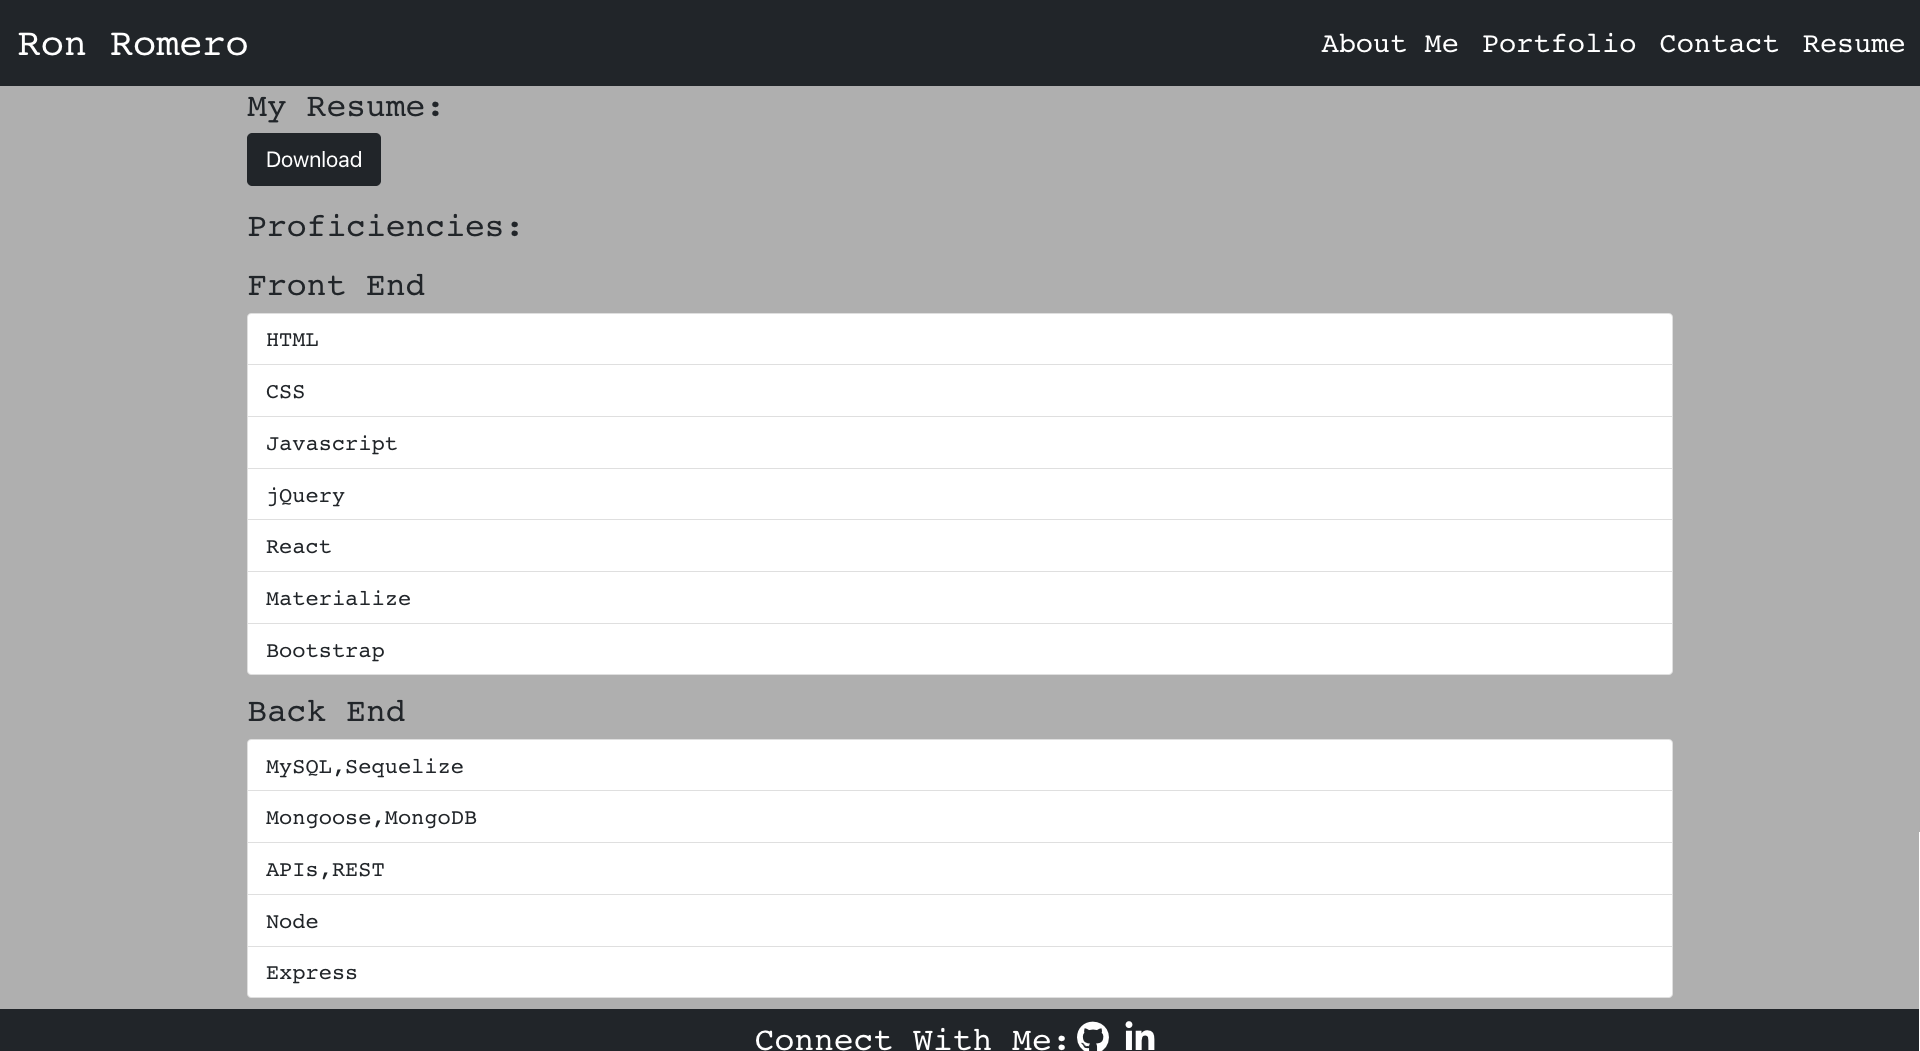 Ron Romero
About Me Portfolio Contact Resume
My Resume:
Download
Proficiencies:
Front End
HTML
CSS
Javascript
jQuery
React
Materialize
Bootstrap
Back End
MySQL,Sequelize
Mongoose,MongoDB
APIs,REST
Node
Express
Connect With Me: